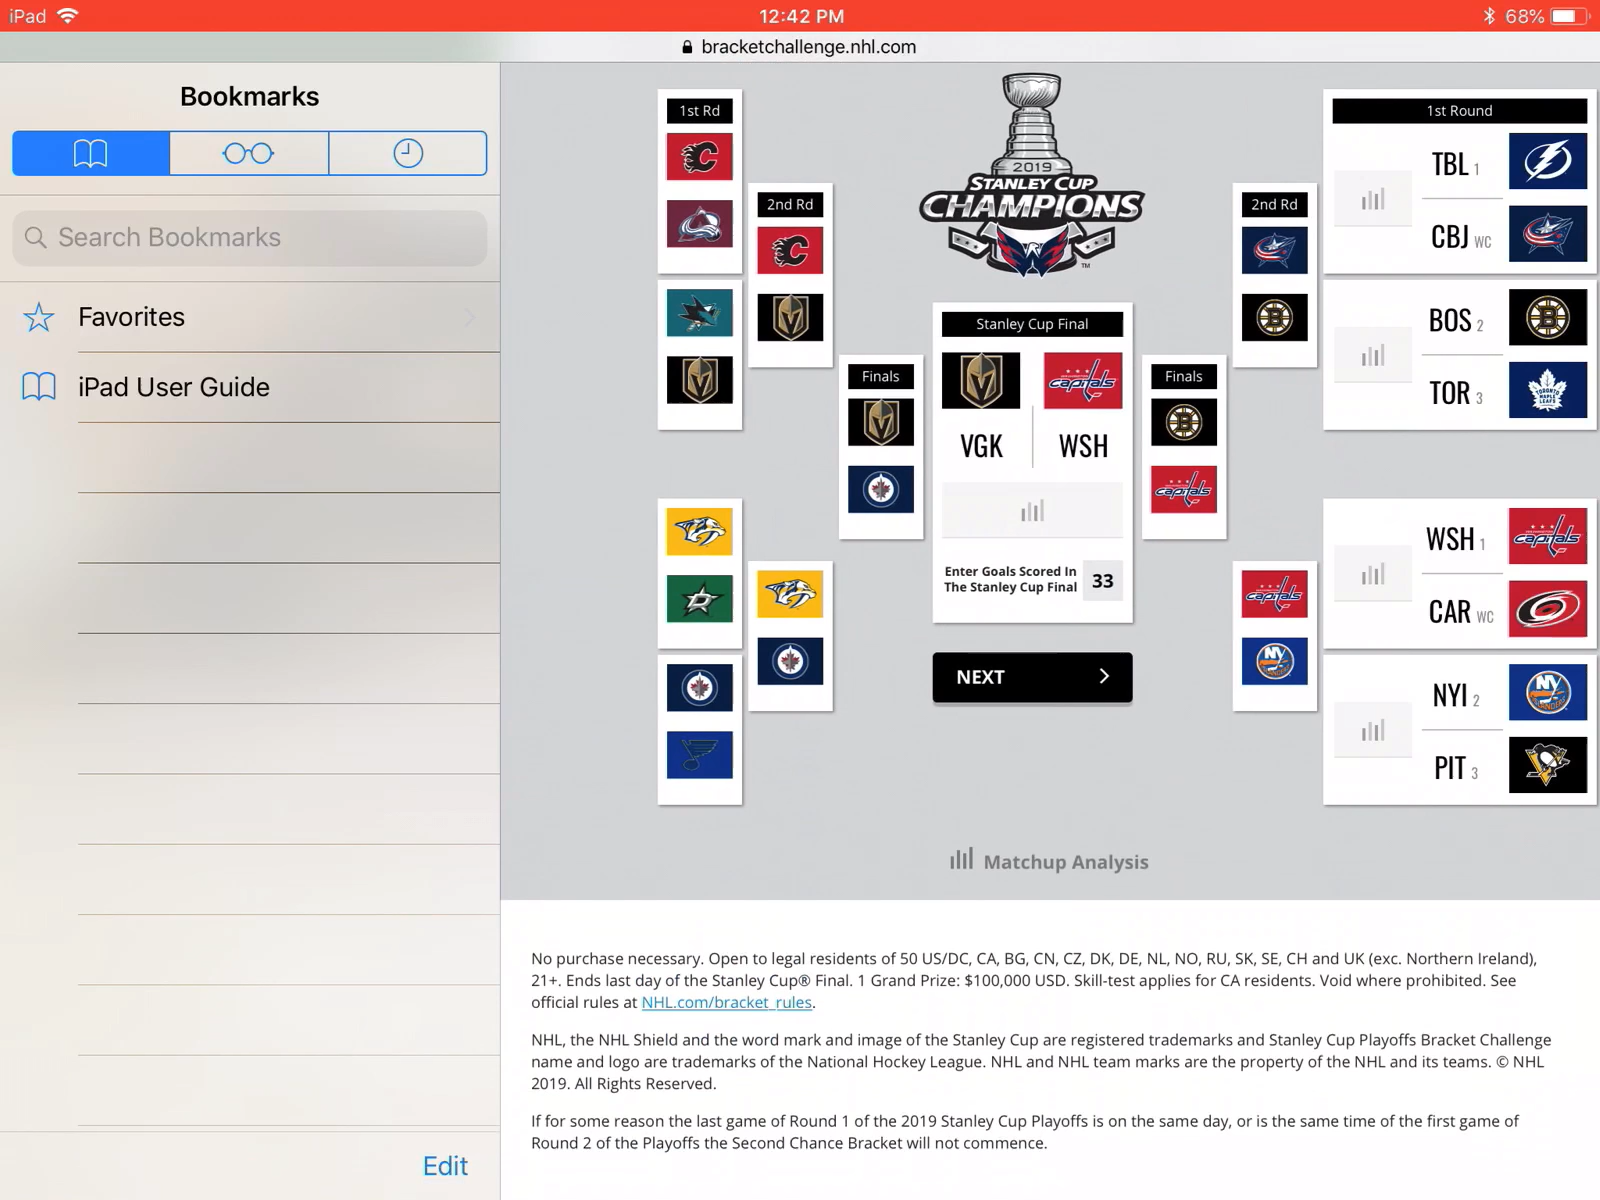 iPad
12:42 PM
68%
bracketchallenge.nhl.com
Bookmarks
Search Bookmarks
Favorites
iPad User Guide
Edit
1st Rd
2nd Rd
Finals
2019
STANLEY CUP
CHAMPIONS
TM
Stanley Cup Final
capitals
VGK
WSH
Enter Goals Scored In
The Stanley Cup Final
33
NEXT
Finals
capitals
2nd Rd
capitals
NY
1st Round
TBL 1
CBJ WC
BOS 2
TOR 3
TORONTO
MAPLE
LEAFS
WSH 1
capitals
CAR WC
NYI 2
NY
PIT 3
Matchup Analysis
No purchase necessary. Open to legal residents of 50 US/DC, CA, BG, CN, CZ, DK, DE, NL, NO, RU, SK, SE, CH and UK (exc. Northern Ireland),
21+. Ends last day of the Stanley Cup® Final. 1 Grand Prize: $100,000 USD. Skill-test applies for CA residents. Void where prohibited. See
official rules at NHL.com/bracket_rules.
NHL, the NHL Shield and the word mark and image of the Stanley Cup are registered trademarks and Stanley Cup Playoffs Bracket Challenge
name and logo are trademarks of the National Hockey League. NHL and NHL team marks are the property of the NHL and its teams. © NHL
2019. All Rights Reserved.
If for some reason the last game of Round 1 of the 2019 Stanley Cup Playoffs is on the same day, or is the same time of the first game of
Round 2 of the Playoffs the Second Chance Bracket will not commence.